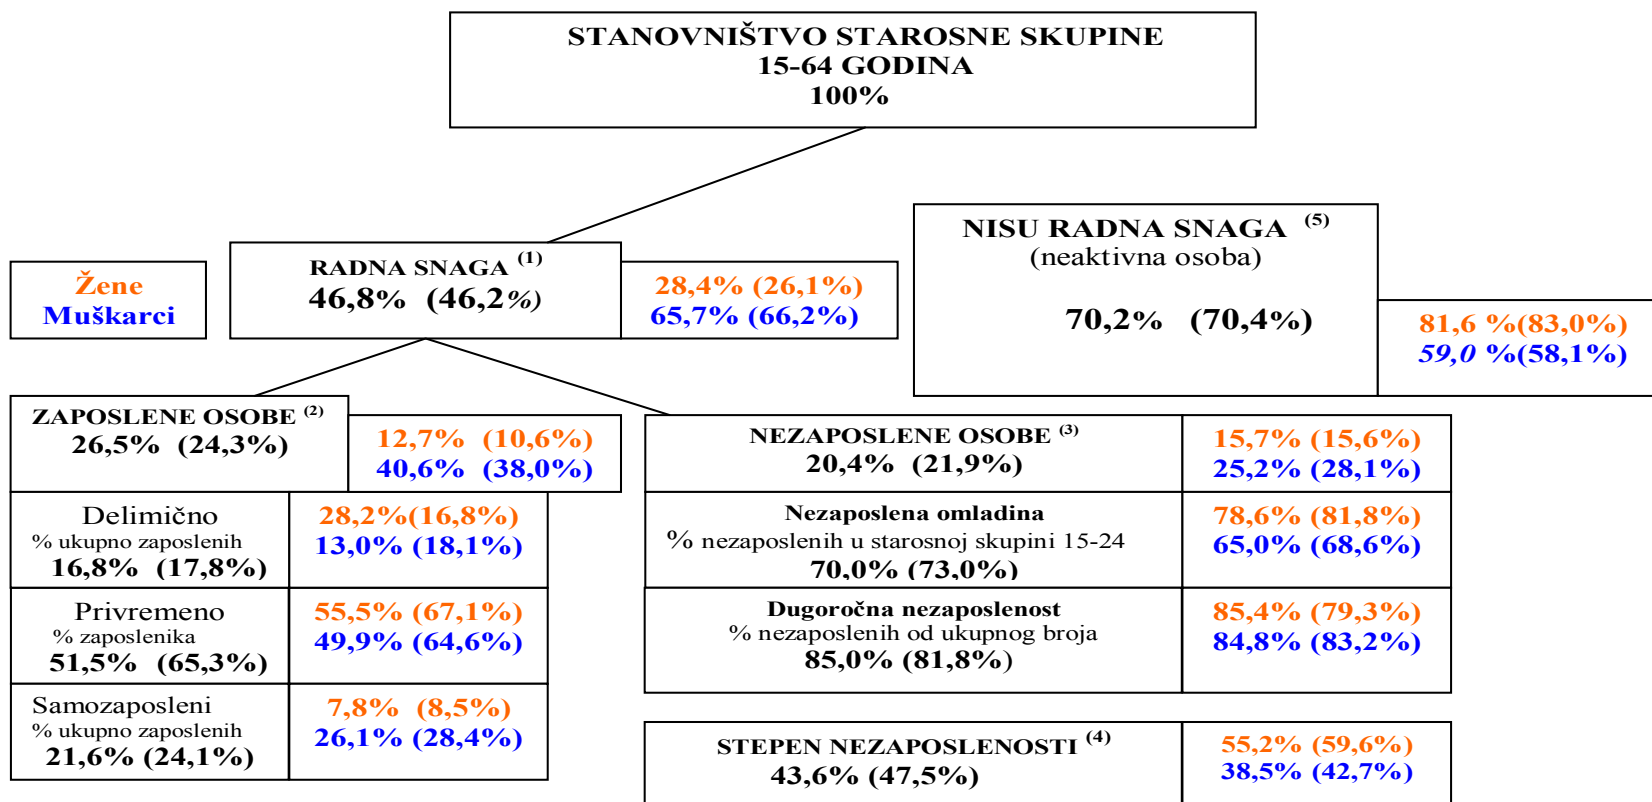 STANOVNIŠTVO STAROSNE SKUPINE
15-64 GODINA
100%
NISU RADNA SNAGA (5)
(neaktivna osoba)
70,2% (70,4%)
81,6 %(83,0%)
59,0 %(58,1%)
Žene
Muškarci
RADNA SNAGA (1)
46,8% (46,2%)
28,4% (26,1%)
65,7% (66,2%)
ZAPOSLENE OSOBE (2)
26,5% (24,3%)
12,7% (10,6%)
40,6% (38,0%)
Delimično
% ukupno zaposlenih
16,8% (17,8%)
28,2%(16,8%)
13,0% (18,1%)
Privremeno
% zaposlenika
51,5% (65,3%)
55,5% (67,1%)
49,9% (64,6%)
Samozaposleni
% ukupno zaposlenih
21,6% (24,1%)
7,8% (8,5%)
26,1% (28,4%)
NEZAPOSLENE OSOBE (3)
20,4% (21,9%)
15,7% (15,6%)
25,2% (28,1%)
Nezaposlena omladina
% nezaposlenih u starosnoj skupini 15-24
70,0% (73,0%)
78,6% (81,8%)
65,0% (68,6%)
Dugoročna nezaposlenost
% nezaposlenih od ukupnog broja
85,0% (81,8%)
85,4% (79,3%)
84,8% (83,2%)
STEPEN NEZAPOSLENOSTI (4)
43,6% (47,5%)
55,2% (59,6%)
38,5% (42,7%)